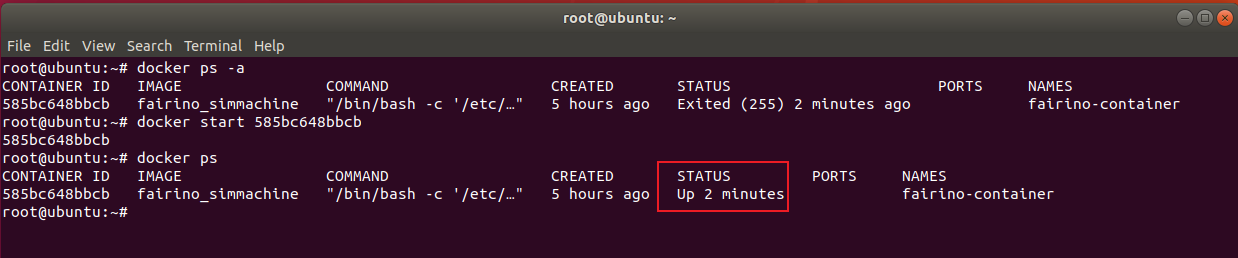 root@ubuntu: ~
File Edit View Search Terminal Help
root@ubuntu:~# docker ps -a
CONTAINER ID   IMAGE                COMMAND                  CREATED       STATUS                       PORTS     NAMES
585bc648bbcb   fairino_simmachine   "/bin/bash -c '/etc/…"   5 hours ago   Exited (255) 2 minutes ago             fairino-container
root@ubuntu:~# docker start 585bc648bbcb
585bc648bbcb
root@ubuntu:~# docker ps
CONTAINER ID   IMAGE                COMMAND                  CREATED       STATUS         PORTS     NAMES
585bc648bbcb   fairino_simmachine   "/bin/bash -c '/etc/…"   5 hours ago   Up 2 minutes             fairino-container
root@ubuntu:~#